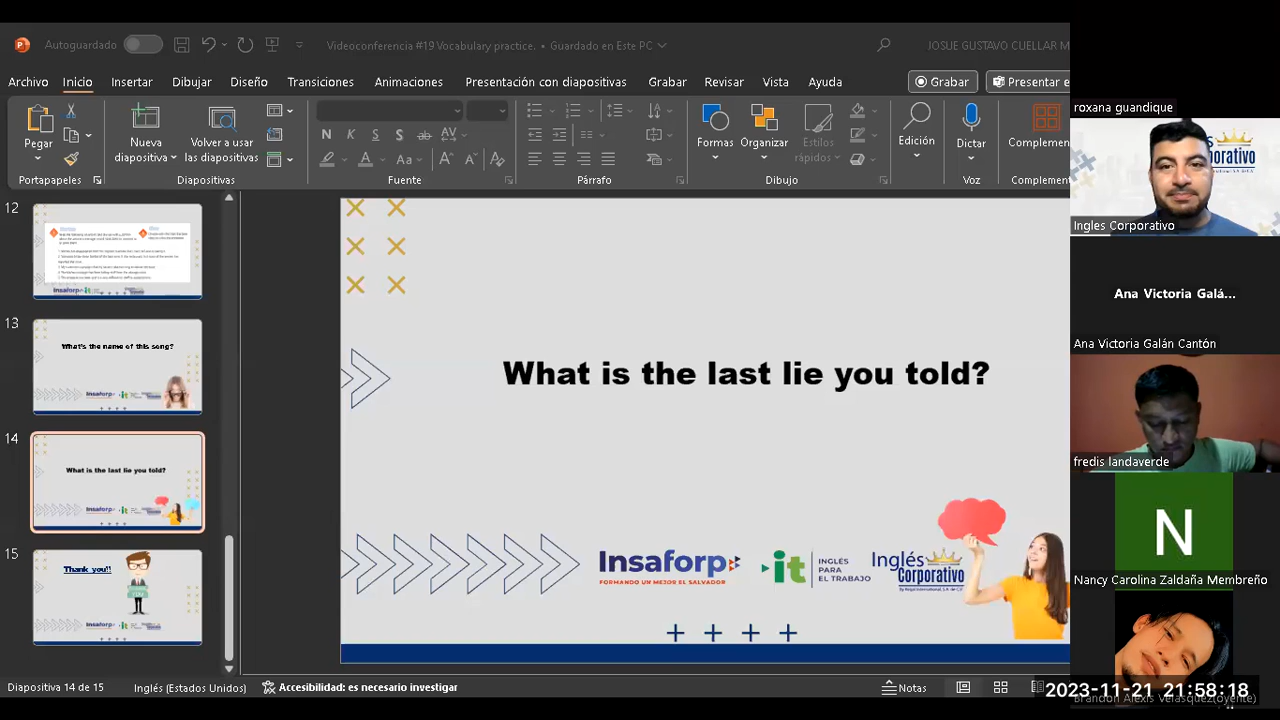 Autoguardado
Videoconferencia #19 Vocabulary practice. • Guardado en Este PC
JOSUE GUSTAVO CUELLAR M
Archivo Inicio Insertar Dibujar Diseño Transiciones Animaciones Presentación con diapositivas Grabar Revisar Vista Ayuda
Grabar
Presentar e
Pegar
Nueva diapositiva
Volver a usar las diapositivas
Formas
Organizar
Estilos rápidos
Edición
Dictar
Complemen
Portapapeles
Diapositivas
Fuente
Párrafo
Dibujo
Voz
Complement
12
13
What's the name of this song?
14
What is the last lie you told?
15
Thank you!!
What is the last lie you told?
Insaforp
FORMANDO UN MEJOR EL SALVADOR
it
INGLÉS
PARA
EL TRABAJO
Inglés
Corporativo
Diapositiva 14 de 15
Inglés (Estados Unidos)
Accesibilidad: es necesario investigar
Notas
roxana guandique
Ingles Corporativo
Ana Victoria Galá...
Ana Victoria Galán Cantón
fredis landaverde
N
Nancy Carolina Zaldaña Membreño
Brandon Alexis Velasquez(oyente)
2023-11-21 21:58:18